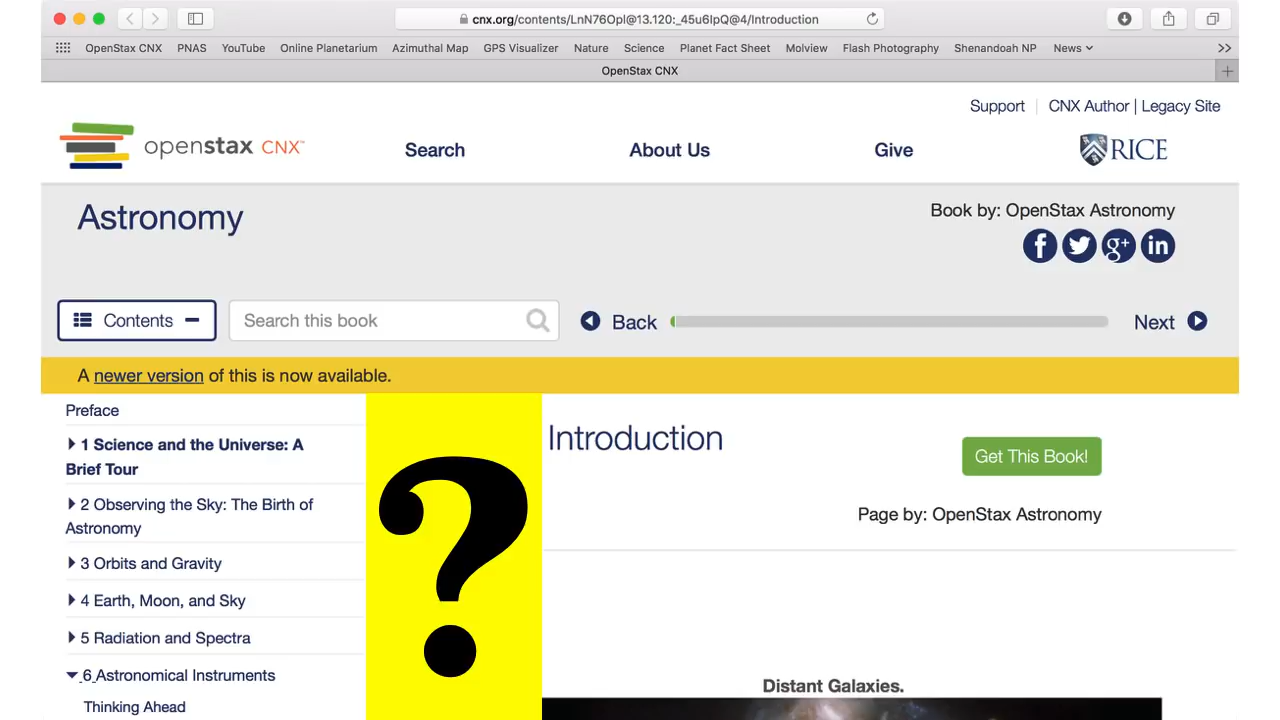 cnx.org/contents/LnN76Opl@13.120:_45u6lpQ@4/Introduction
OpenStax CNX PNAS YouTube Online Planetarium Azimuthal Map GPS Visualizer Nature Science Planet Fact Sheet Molview Flash Photography Shenandoah NP News >>
OpenStax CNX
Support CNX Author | Legacy Site
openstax CNX™ Search About Us Give RICE
Astronomy
Book by: OpenStax Astronomy
f g+ in
Contents Search this book Back Next
A newer version of this is now available.
Preface
1 Science and the Universe: A
Brief Tour
2 Observing the Sky: The Birth of
Astronomy
3 Orbits and Gravity
4 Earth, Moon, and Sky
5 Radiation and Spectra
6 Astronomical Instruments
Thinking Ahead
?
Introduction
Get This Book!
Page by: OpenStax Astronomy
Distant Galaxies.